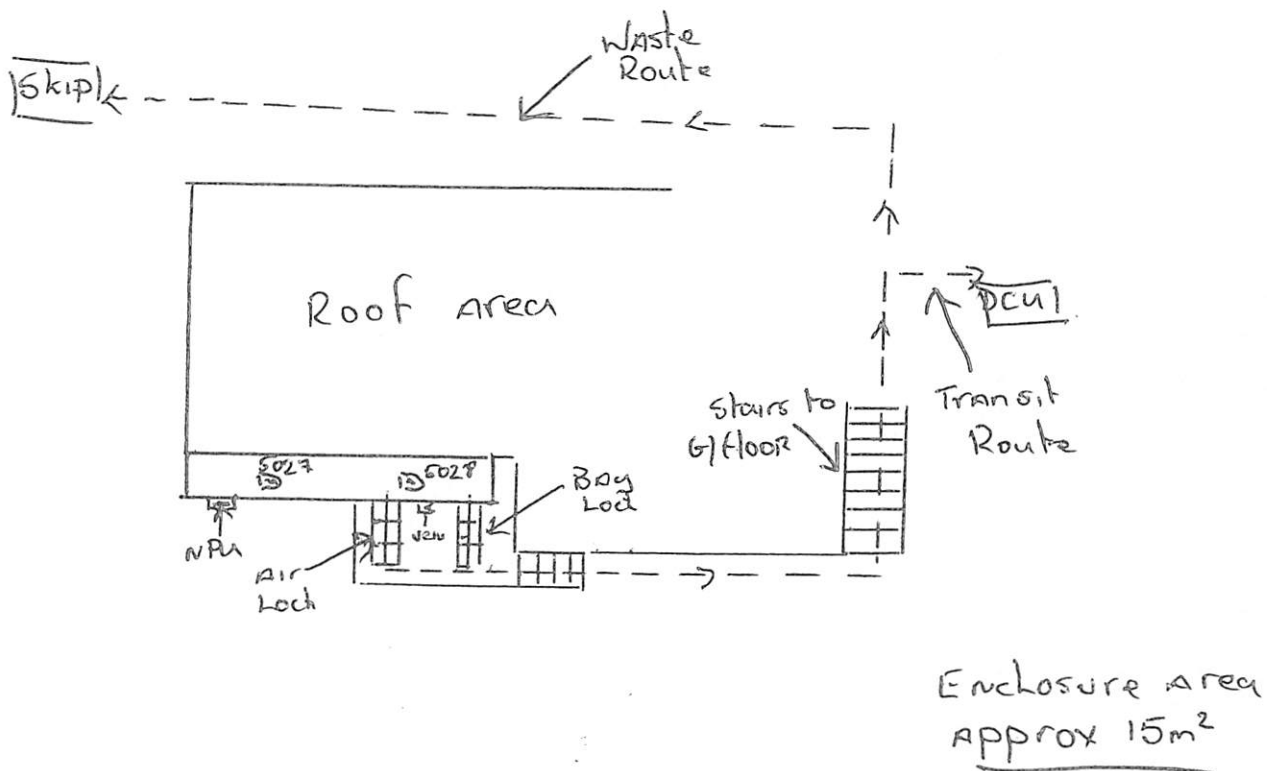 Waste
Route
Skip
Roof Area
DCU1
Stairs to
G/Floor
Transit
Route
5027
5028
Bag
Lock
NPU
Air
Lock
Enclosure Area
Approx 15m²